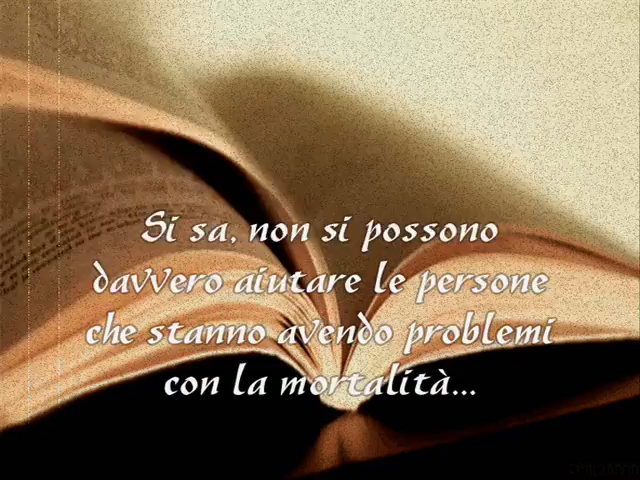 Si sa, non si possono
davvero aiutare le persone
che stanno avendo problemi
con la mortalità...